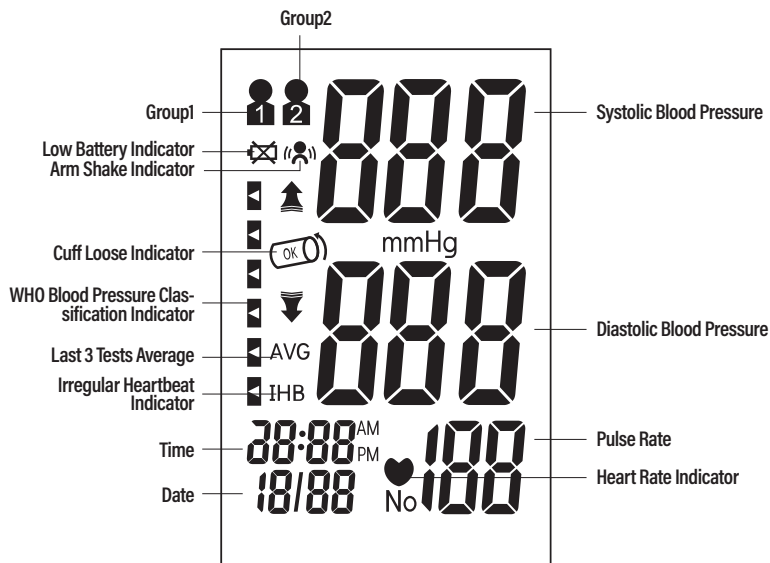 Group2
Group1
1 2
888
Systolic Blood Pressure
Low Battery Indicator
Arm Shake Indicator
Cuff Loose Indicator
OK
mmHg
WHO Blood Pressure Clas-
sification Indicator
888
Diastolic Blood Pressure
Last 3 Tests Average
AVG
Irregular Heartbeat
Indicator
IHB
Time
28:88
AM
PM
188
Pulse Rate
Heart Rate Indicator
Date
18/88
No